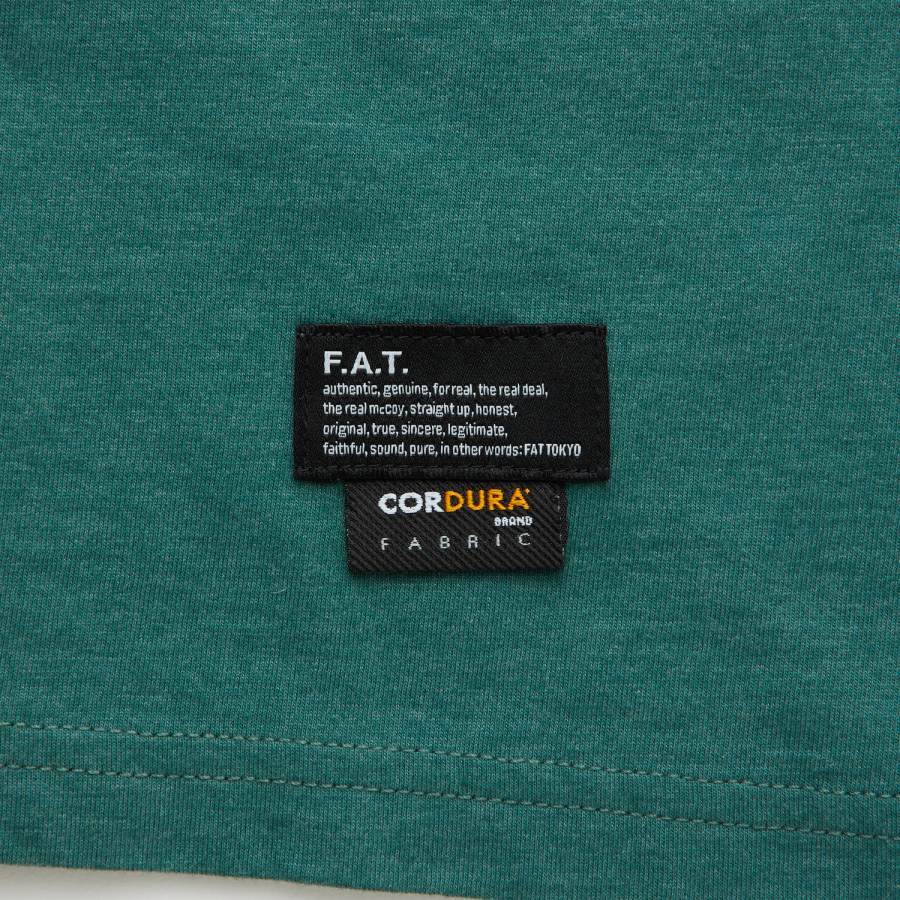 F.A.T.
authentic, genuine, for real, the real deal,
the real mccoy, straight up, honest,
original, true, sincere, legitimate,
faithful, sound, pure, in other words: FAT TOKYO
CORDURA
BRAND
FABRIC